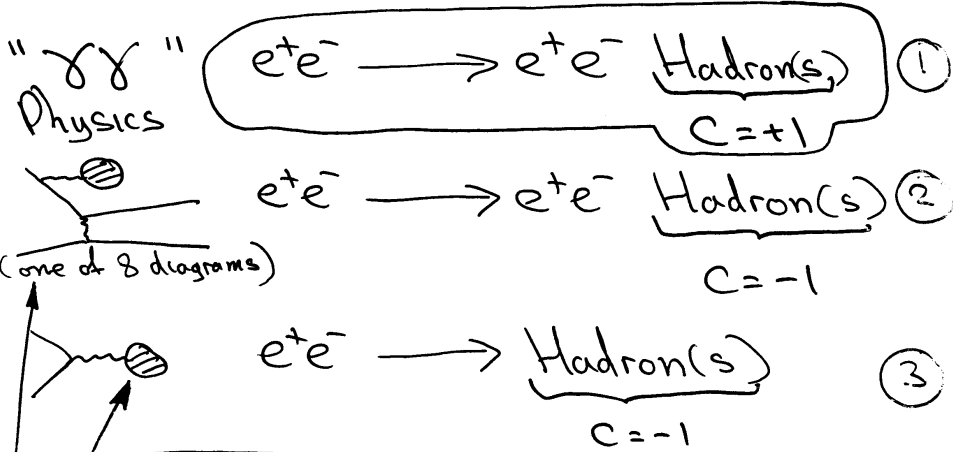 "γγ" e⁺e⁻ → e⁺e⁻ Hadron(s) ①
Physics
C=+1
e⁺e⁻ → e⁺e⁻ Hadron(s) ②
(one of 8 diagrams)
C=-1
e⁺e⁻ → Hadron(s) ③
C=-1